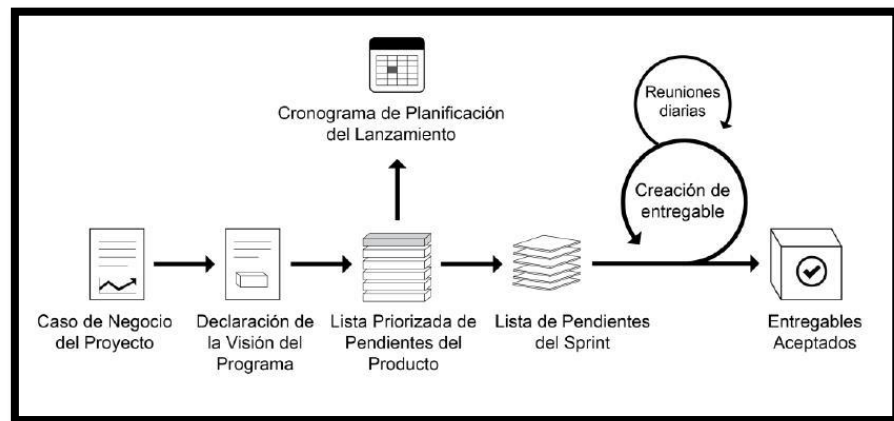 Cronograma de Planificación
del Lanzamiento
Reuniones
diarias
Creación de
entregable
Caso de Negocio
del Proyecto
Declaración de
la Visión del
Programa
Lista Priorizada de
Pendientes del
Producto
Lista de Pendientes
del Sprint
Entregables
Aceptados